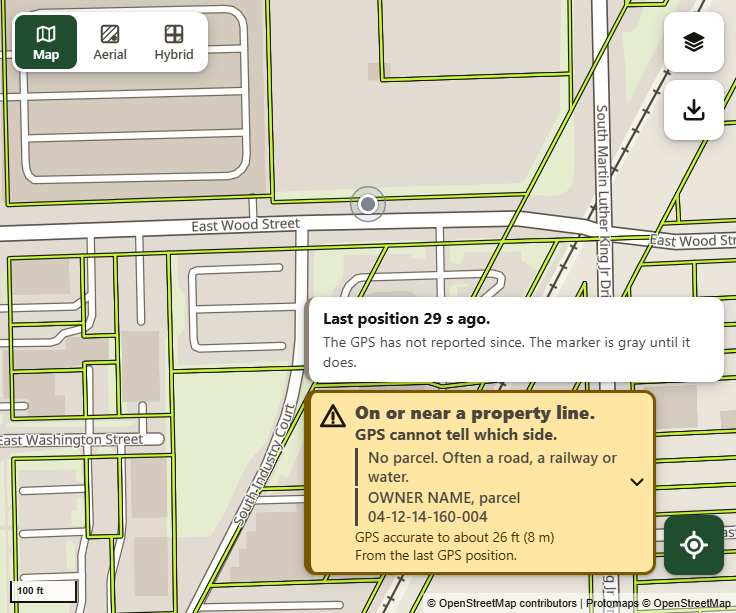 Map
Aerial
Hybrid
South Martin Luther King Jr Dri
East Wood Street
East Wood Str
Last position 29 s ago.
The GPS has not reported since. The marker is gray until it
does.
On or near a property line.
GPS cannot tell which side.
No parcel. Often a road, a railway or
water.
OWNER NAME, parcel
04-12-14-160-004
GPS accurate to about 26 ft (8 m)
From the last GPS position.
East Washington Street
South Industry Court
100 ft
© OpenStreetMap contributors | Protomaps © OpenStreetMap